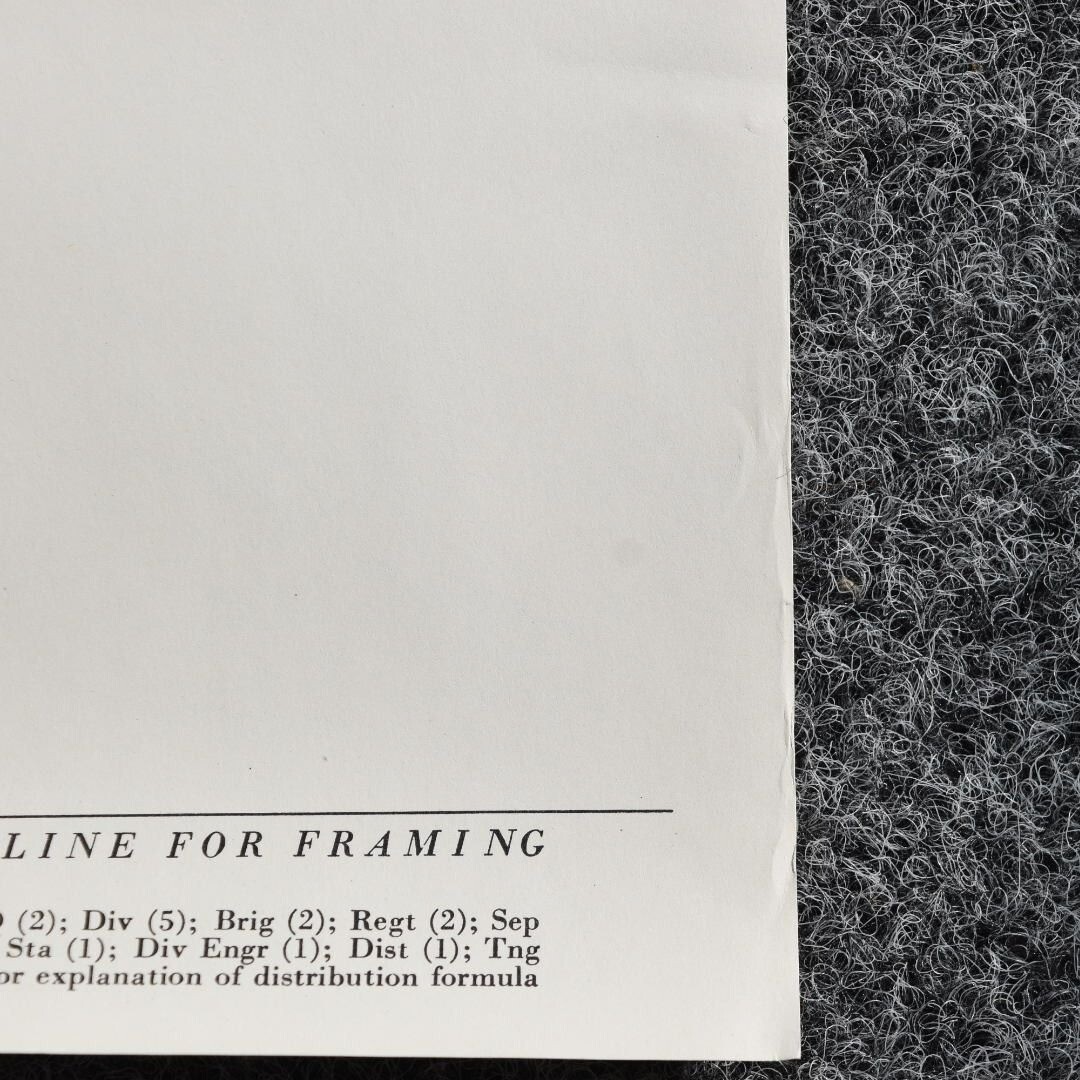 LINE FOR FRAMING
(2); Div (5); Brig (2); Regt (2); Sep
Sta (1); Div Engr (1); Dist (1); Tng
or explanation of distribution formula